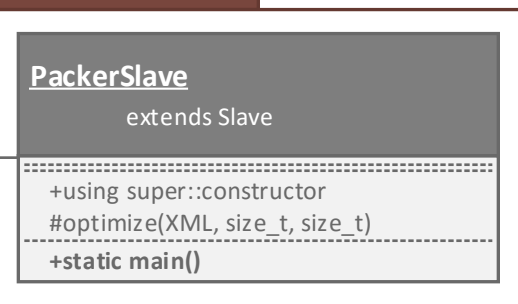 PackerSlave
extends Slave
+using super::constructor
#optimize(XML, size_t, size_t)
+static main()